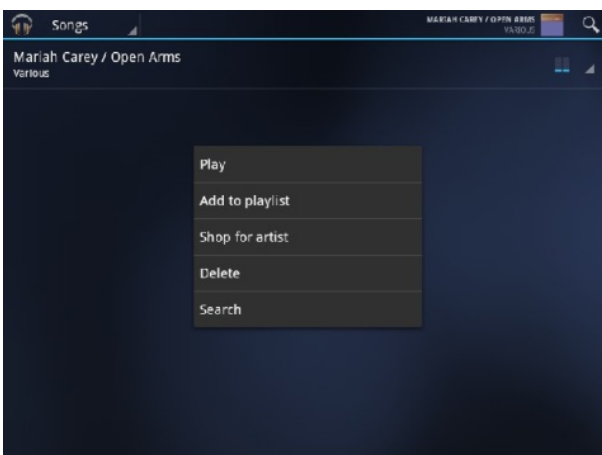 Songs
MARIAH CAREY / OPEN ARMS
VARIOUS
Mariah Carey / Open Arms
Various
Play
Add to playlist
Shop for artist
Delete
Search